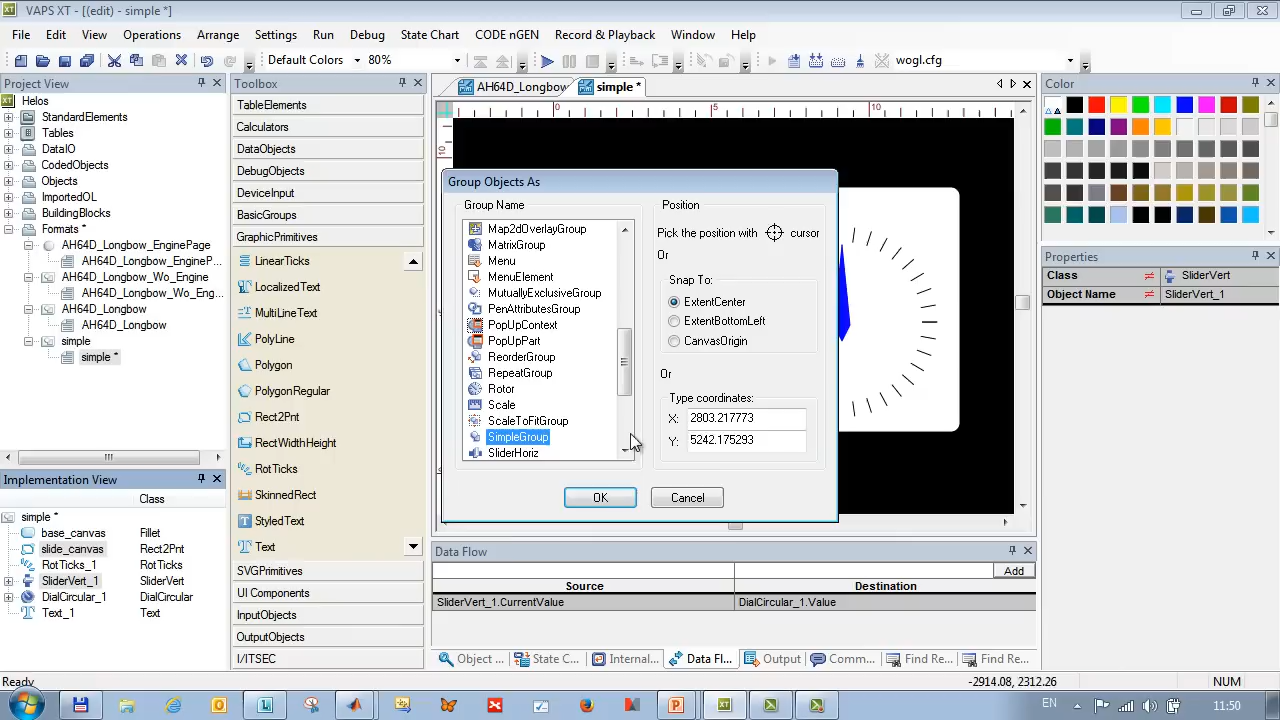 VAPS XT - [(edit) - simple *]
File Edit View Operations Arrange Settings Run Debug State Chart CODE nGEN Record & Playback Window Help
Default Colors 80% wogl.cfg
Project View
Helos
StandardElements
Tables
DataIO
CodedObjects
Objects
ImportedOL
BuildingBlocks
Formats *
AH64D_Longbow_EnginePage
AH64D_Longbow_EngineP...
AH64D_Longbow_Wo_Engine
AH64D_Longbow_Wo_Eng...
AH64D_Longbow
AH64D_Longbow
simple
simple *
Implementation View
Class
simple *
base_canvas Fillet
slide_canvas Rect2Pnt
RotTicks_1 RotTicks
SliderVert_1 SliderVert
DialCircular_1 DialCircular
Text_1 Text
Toolbox
TableElements
Calculators
DataObjects
DebugObjects
DeviceInput
BasicGroups
GraphicPrimitives
LinearTicks
LocalizedText
MultiLineText
PolyLine
Polygon
PolygonRegular
Rect2Pnt
RectWidthHeight
RotTicks
SkinnedRect
StyledText
Text
SVGPrimitives
UI Components
InputObjects
OutputObjects
I/ITSEC
AH64D_Longbow simple *
0 5 10
10
Group Objects As
Group Name
Map2dOverlayGroup
MatrixGroup
Menu
MenuElement
MutuallyExclusiveGroup
PenAttributesGroup
PopUpContext
PopUpPart
ReorderGroup
RepeatGroup
Rotor
Scale
ScaleToFitGroup
SimpleGroup
SliderHoriz
Position
Pick the position with cursor
Or
Snap To:
ExtentCenter
ExtentBottomLeft
CanvasOrigin
Or
Type coordinates:
X: 2803.217773
Y: 5242.175293
OK Cancel
Data Flow
Add
Source Destination
SliderVert_1.CurrentValue DialCircular_1.Value
Object ... State C... Internal... Data Fl... Output Comm... Find Re... Find Re...
Color
Properties
Class SliderVert
Object Name SliderVert_1
Ready -2914.08, 2312.26 NUM
EN 11:50